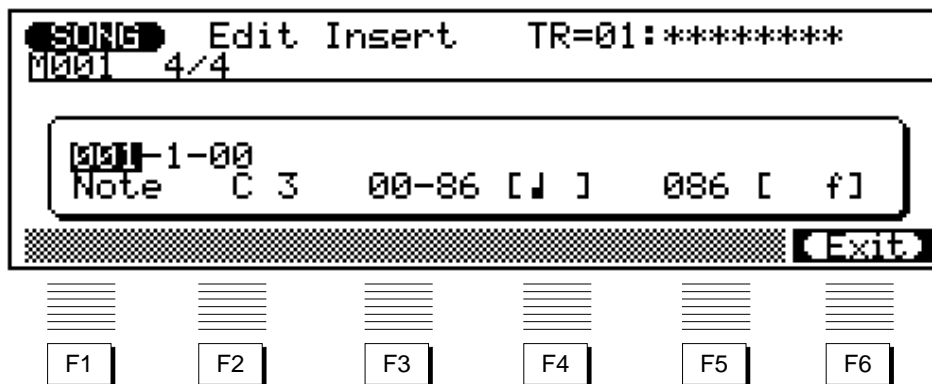 SONG Edit Insert TR=01:********
M001 4/4
001-1-00
Note C 3 00-86 [♩ ] 086 [ f]
Exit
F1 F2 F3 F4 F5 F6